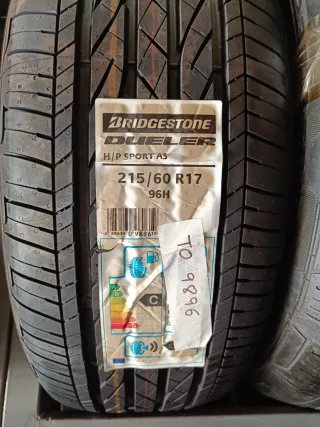 BRIDGESTONE
DUELER
H/P SPORT AS
215/60 R17
96H
TO 9896
C